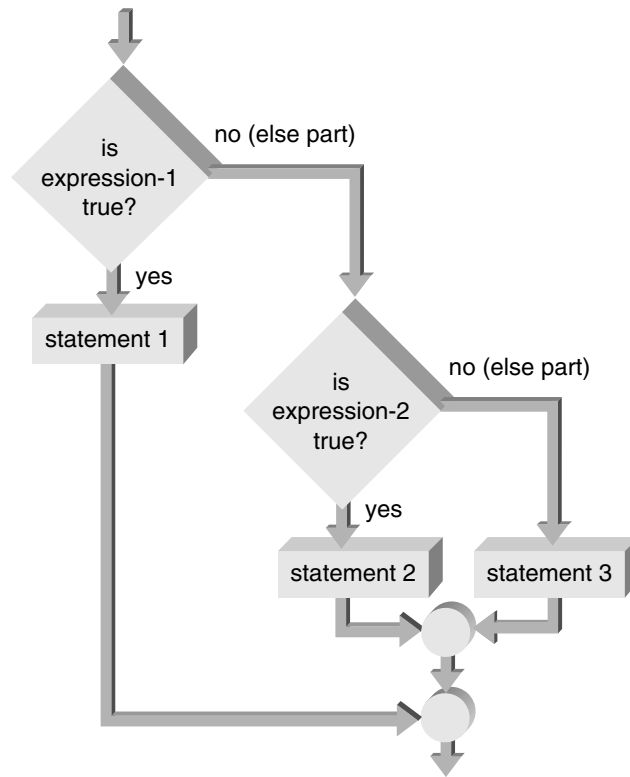 is
expression-1
true?
no (else part)
yes
statement 1
is
expression-2
true?
no (else part)
yes
statement 2
statement 3